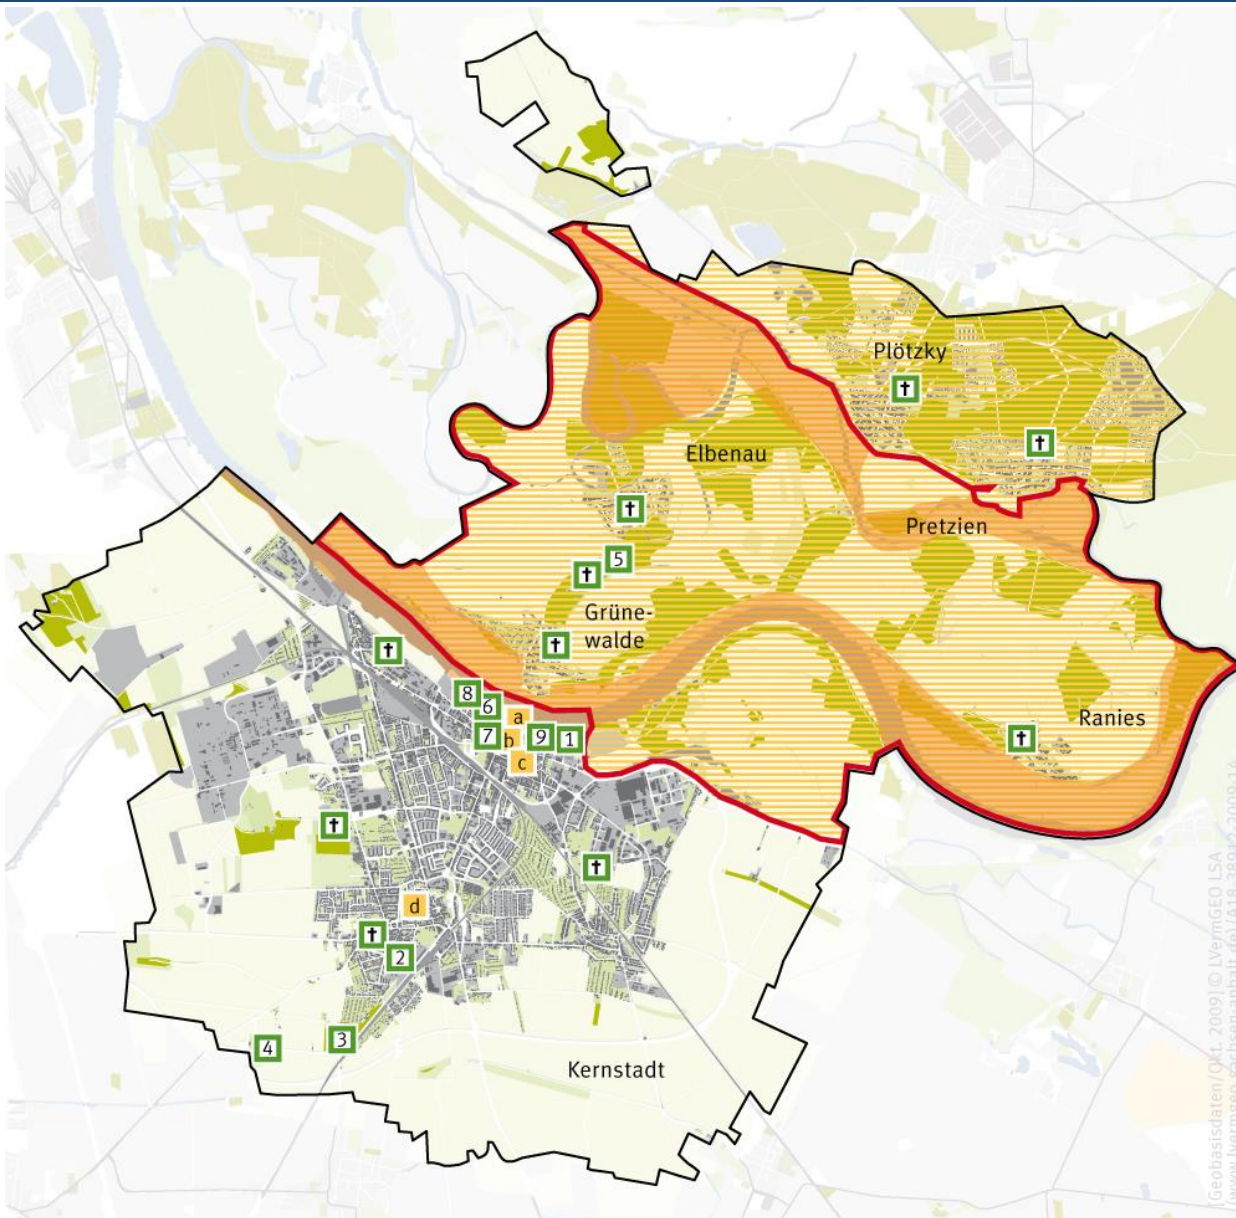 Plötzky
Elbenau
Pretzien
5
Grüne-
walde
8
6
a
Ranies
7
b
9
1
c
d
2
3
4
Kernstadt
[Geobasisdaten/Okt. 2009] © LVermGEO LSA